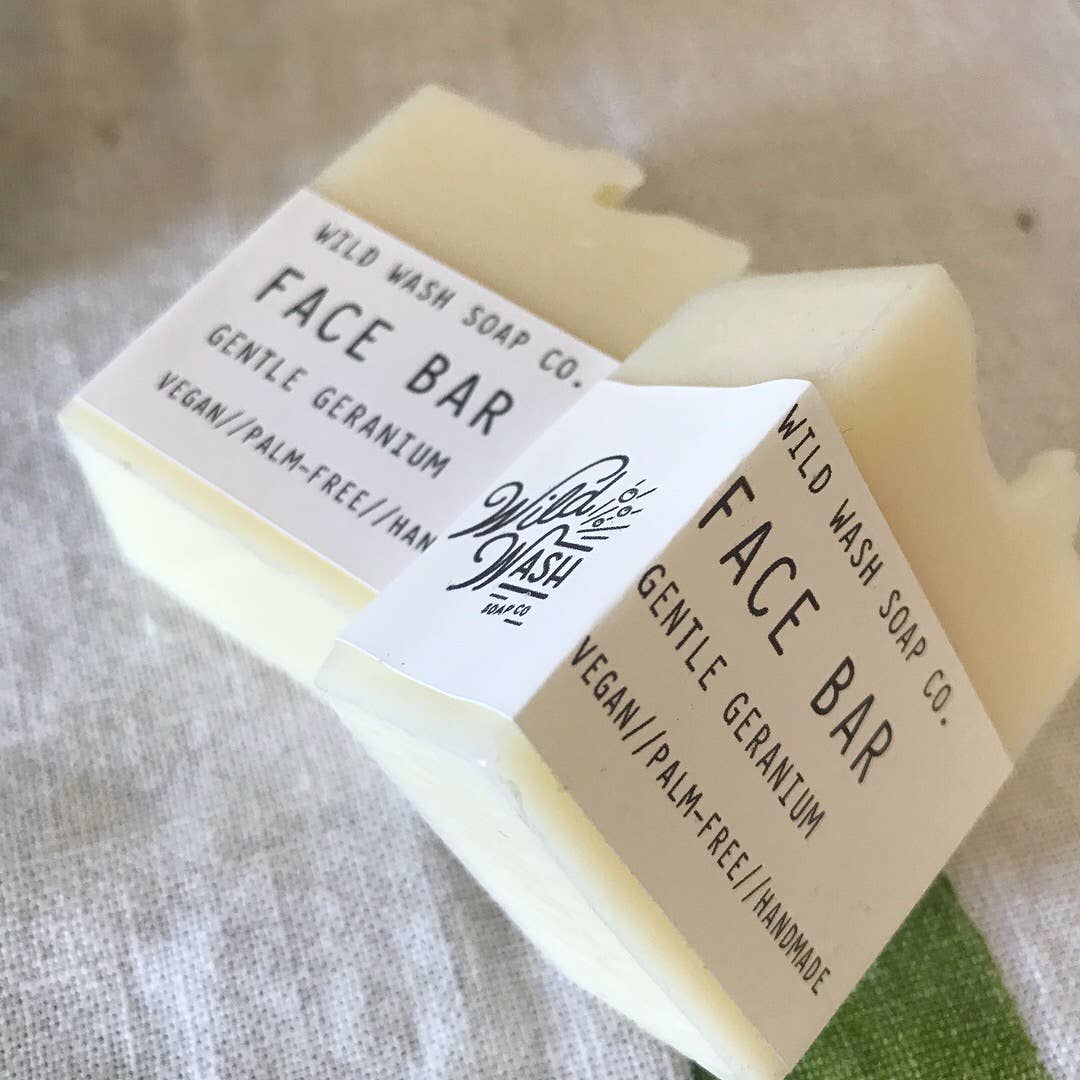 WILD WASH SOAP CO.
FACE BAR
GENTLE GERANIUM
VEGAN//PALM-FREE//HAN
Wild
WASH
SOAP CO
WILD WASH SOAP CO.
FACE BAR
GENTLE GERANIUM
VEGAN//PALM-FREE//HANDMADE